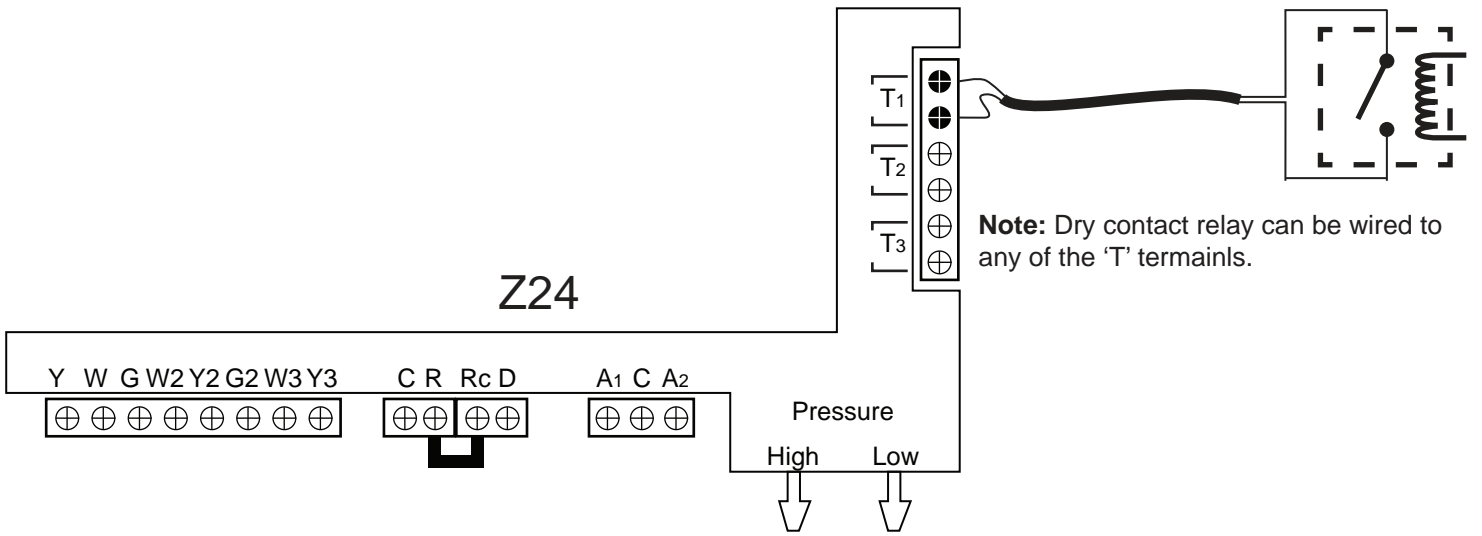 T1
T2
T3
Note: Dry contact relay can be wired to
any of the ‘T’ termainls.
Z24
Y W G W2 Y2 G2 W3 Y3
C R Rc D
A1 C A2
Pressure
High Low